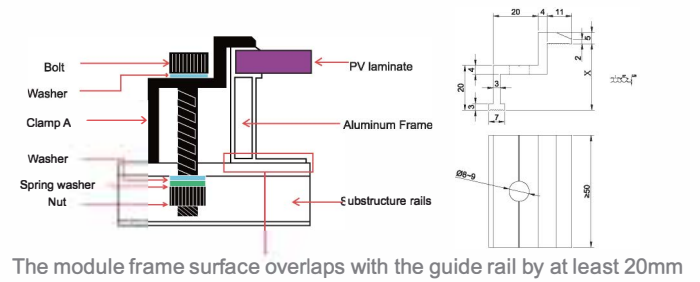 Bolt
Washer
Clamp A
Washer
Spring washer
Nut
PV laminate
Aluminum Frame
Substructure rails
20
4
11
5
2
X
4
20
3
3
7
Ø8~9
≥50
The module frame surface overlaps with the guide rail by at least 20mm